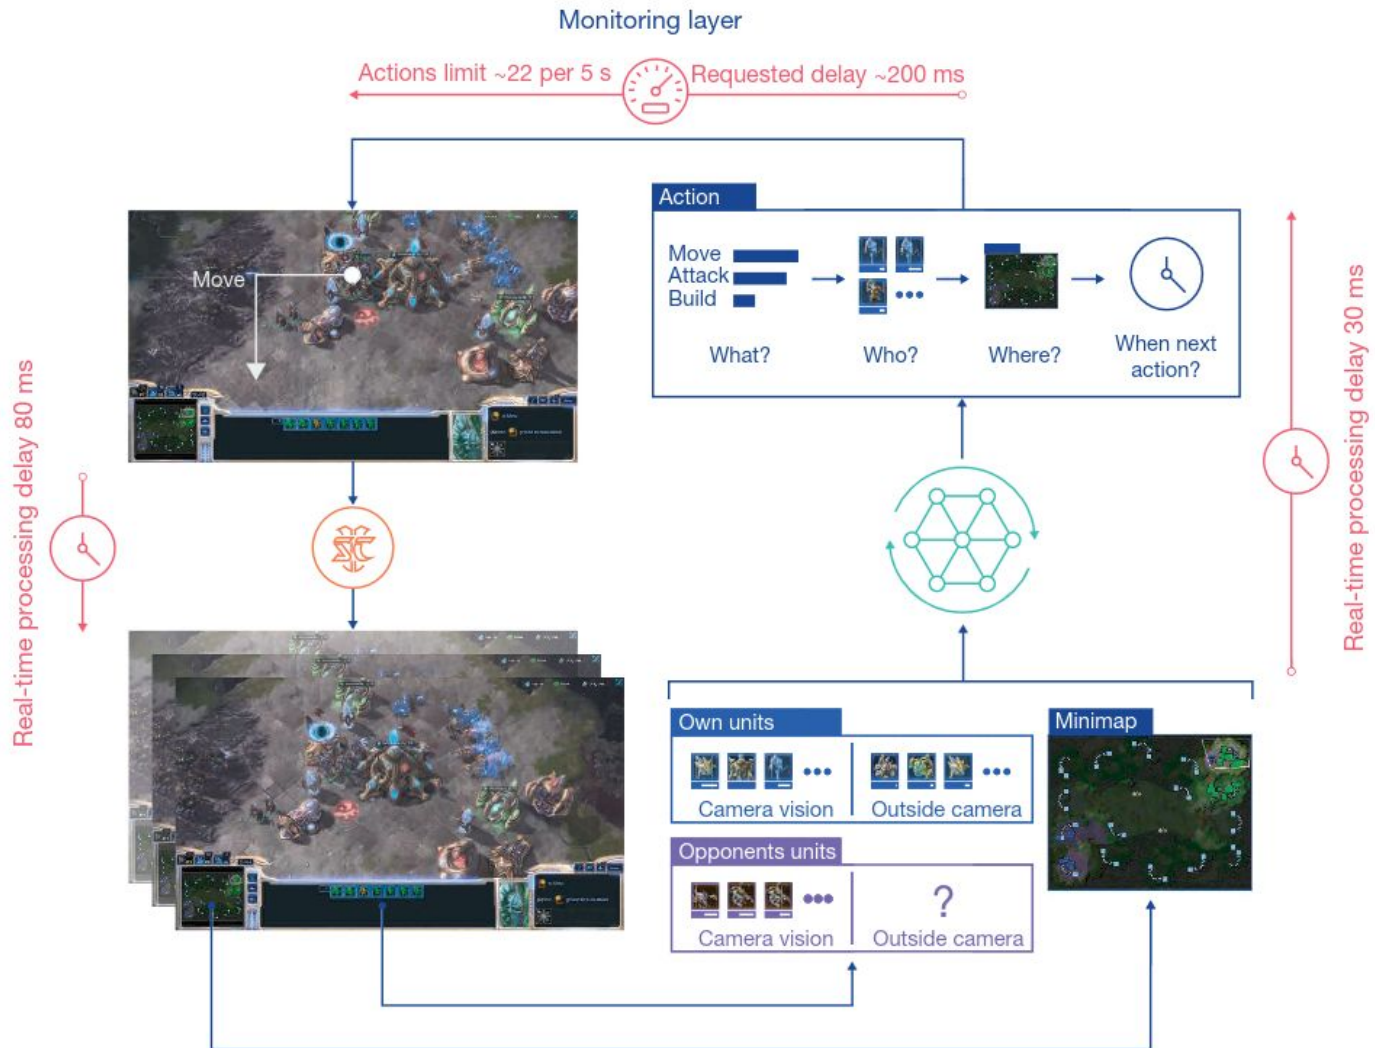 Monitoring layer
Actions limit ~22 per 5 s
Requested delay ~200 ms
Move
Real-time processing delay 80 ms
Action
Move
Attack
Build
What?
Who?
Where?
When next
action?
Real-time processing delay 30 ms
Own units
Camera vision
Outside camera
Opponents units
Camera vision
?
Outside camera
Minimap